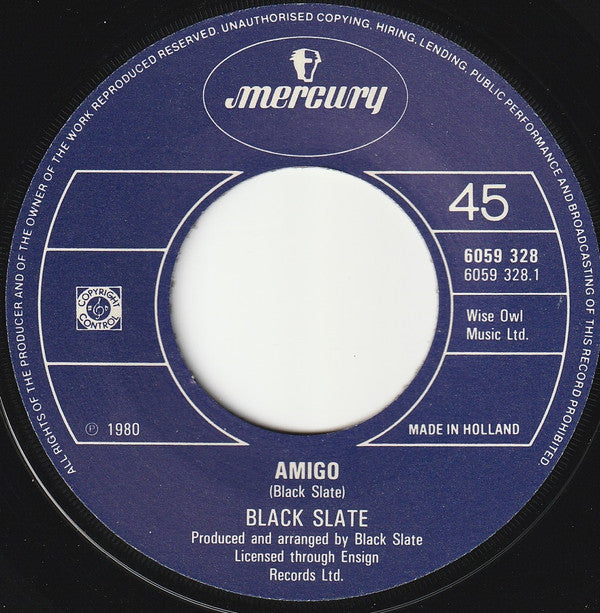 ALL RIGHTS OF THE PRODUCER AND OF THE OWNER OF THE WORK REPRODUCED RESERVED. UNAUTHORISED COPYING, HIRING, LENDING, PUBLIC PERFORMANCE AND BROADCASTING OF THIS RECORD PROHIBITED
mercury
45
6059 328
6059 328.1
COPYRIGHT
CONTROL
Wise Owl
Music Ltd.
℗ 1980
MADE IN HOLLAND
AMIGO
(Black Slate)
BLACK SLATE
Produced and arranged by Black Slate
Licensed through Ensign
Records Ltd.